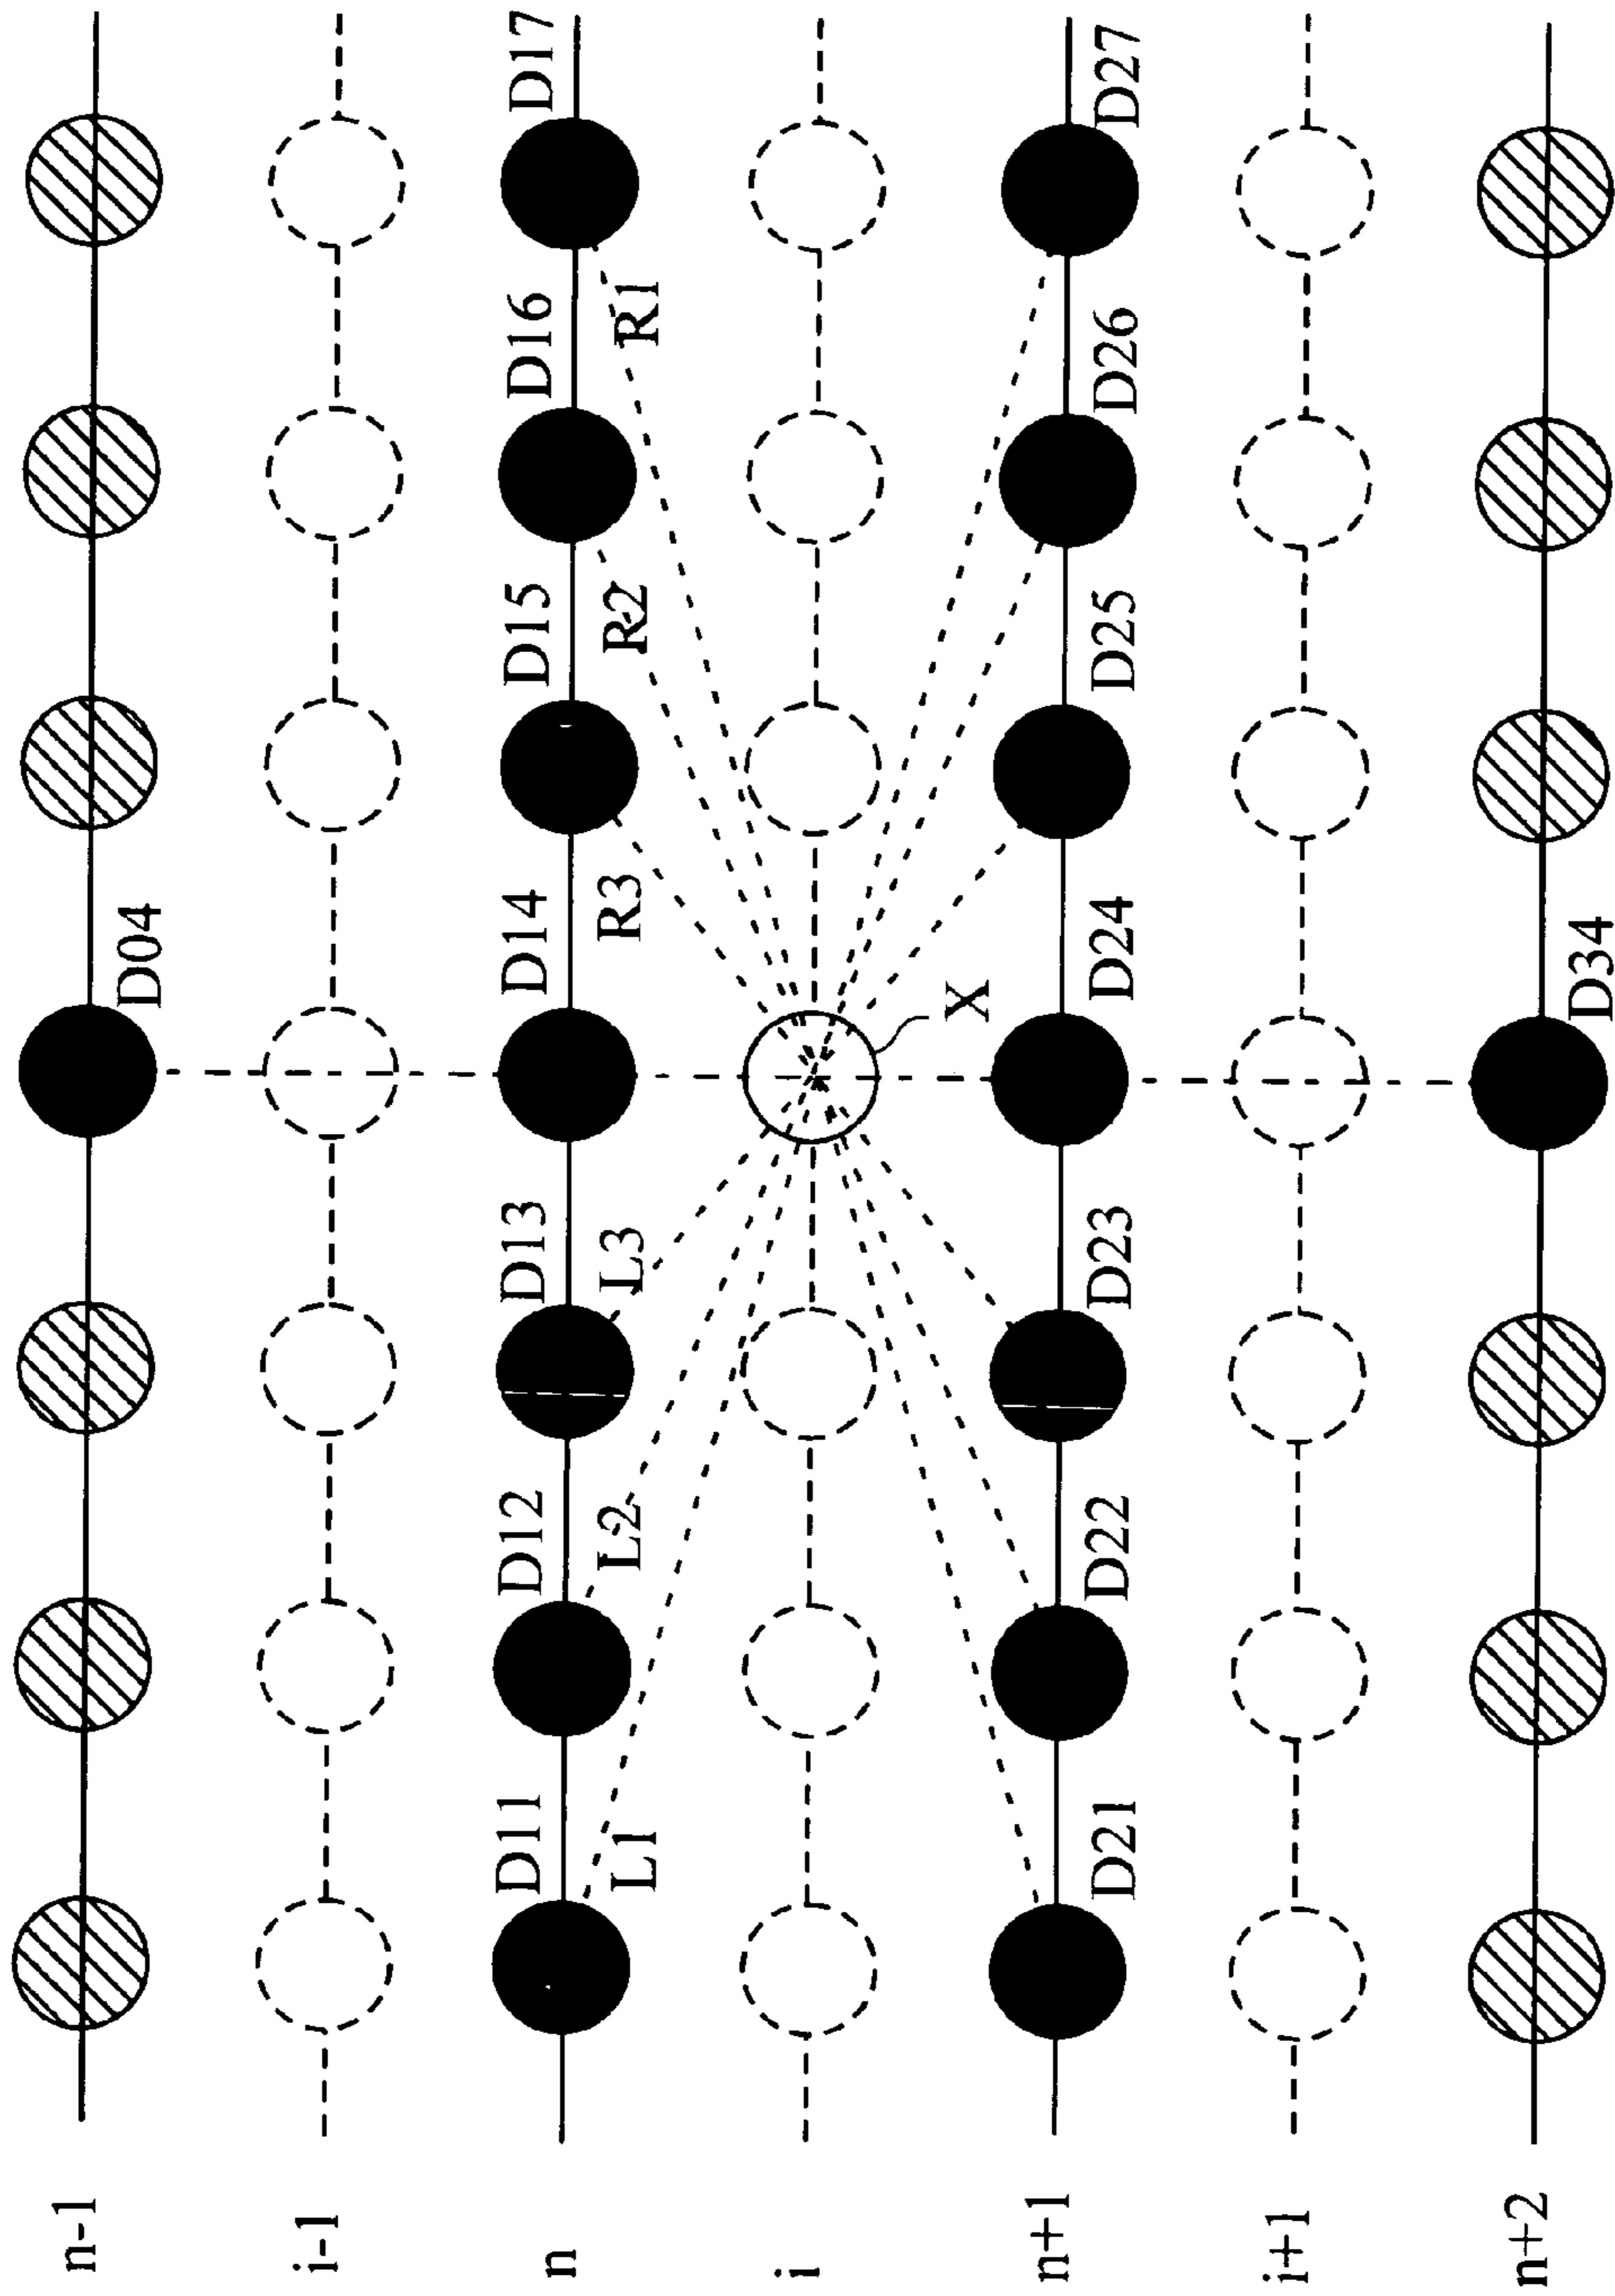 n-1
D04
i-1
n
D11
D12
D13
D14
D15
D16
D17
L1
L2
L3
R3
R2
R1
i
X
n+1
D21
D22
D23
D24
D25
D26
D27
i+1
n+2
D34